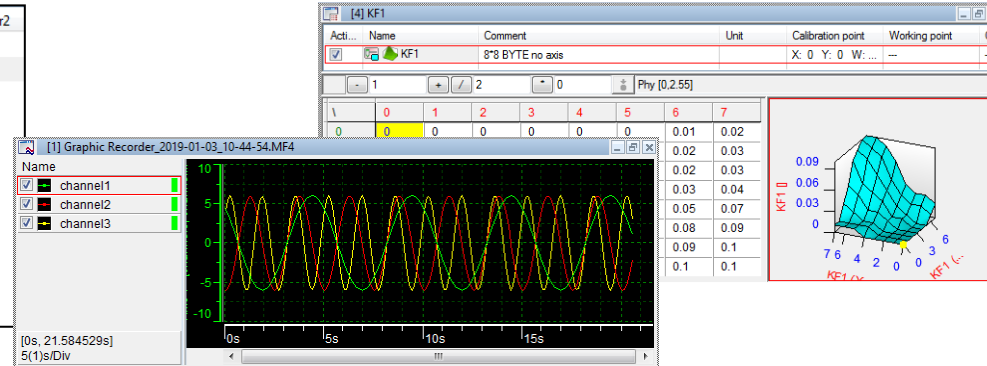 r2
[4] KF1
Acti... Name Comment Unit Calibration point Working point
KF1 8*8 BYTE no axis X: 0 Y: 0 W: ... ---
- 1 + / 2 * 0 Phy [0,2.55]
\ 0 1 2 3 4 5 6 7
0 0 0 0 0 0 0 0.01 0.02
0.02 0.03
0.02 0.03
0.03 0.04
0.05 0.07
0.08 0.09
0.09 0.1
0.1 0.1
0.09
0.06
0.03
0
KF1 []
7 6 4 2 0
0 3 6
KF1 (...
[1] Graphic Recorder_2019-01-03_10-44-54.MF4
Name
channel1
channel2
channel3
10
5
0
-5
-10
0s 5s 10s 15s
[0s, 21.584529s]
5(1)s/Div